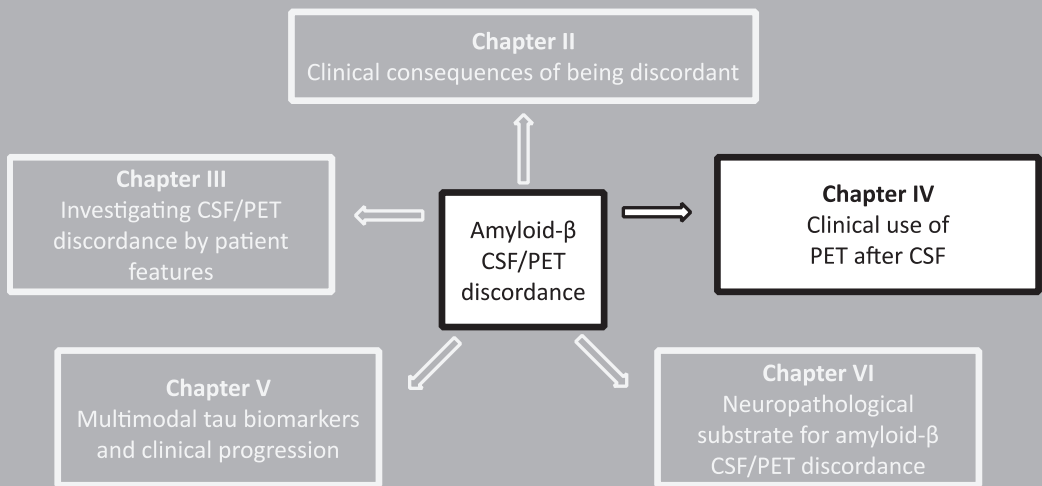 Chapter II
Clinical consequences of being discordant
Chapter III
Investigating CSF/PET
discordance by patient
features
Amyloid-β
CSF/PET
discordance
Chapter IV
Clinical use of
PET after CSF
Chapter V
Multimodal tau biomarkers
and clinical progression
Chapter VI
Neuropathological
substrate for amyloid-β
CSF/PET discordance